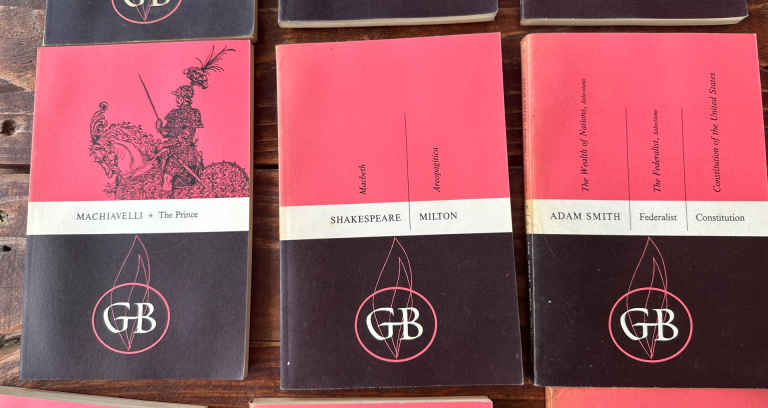 GB
MACHIAVELLI • The Prince
GB
Macbeth
Areopagitica
SHAKESPEARE
MILTON
GB
The Wealth of Nations, Selections
The Federalist, Selections
Constitution of the United States
ADAM SMITH
Federalist
Constitution
GB